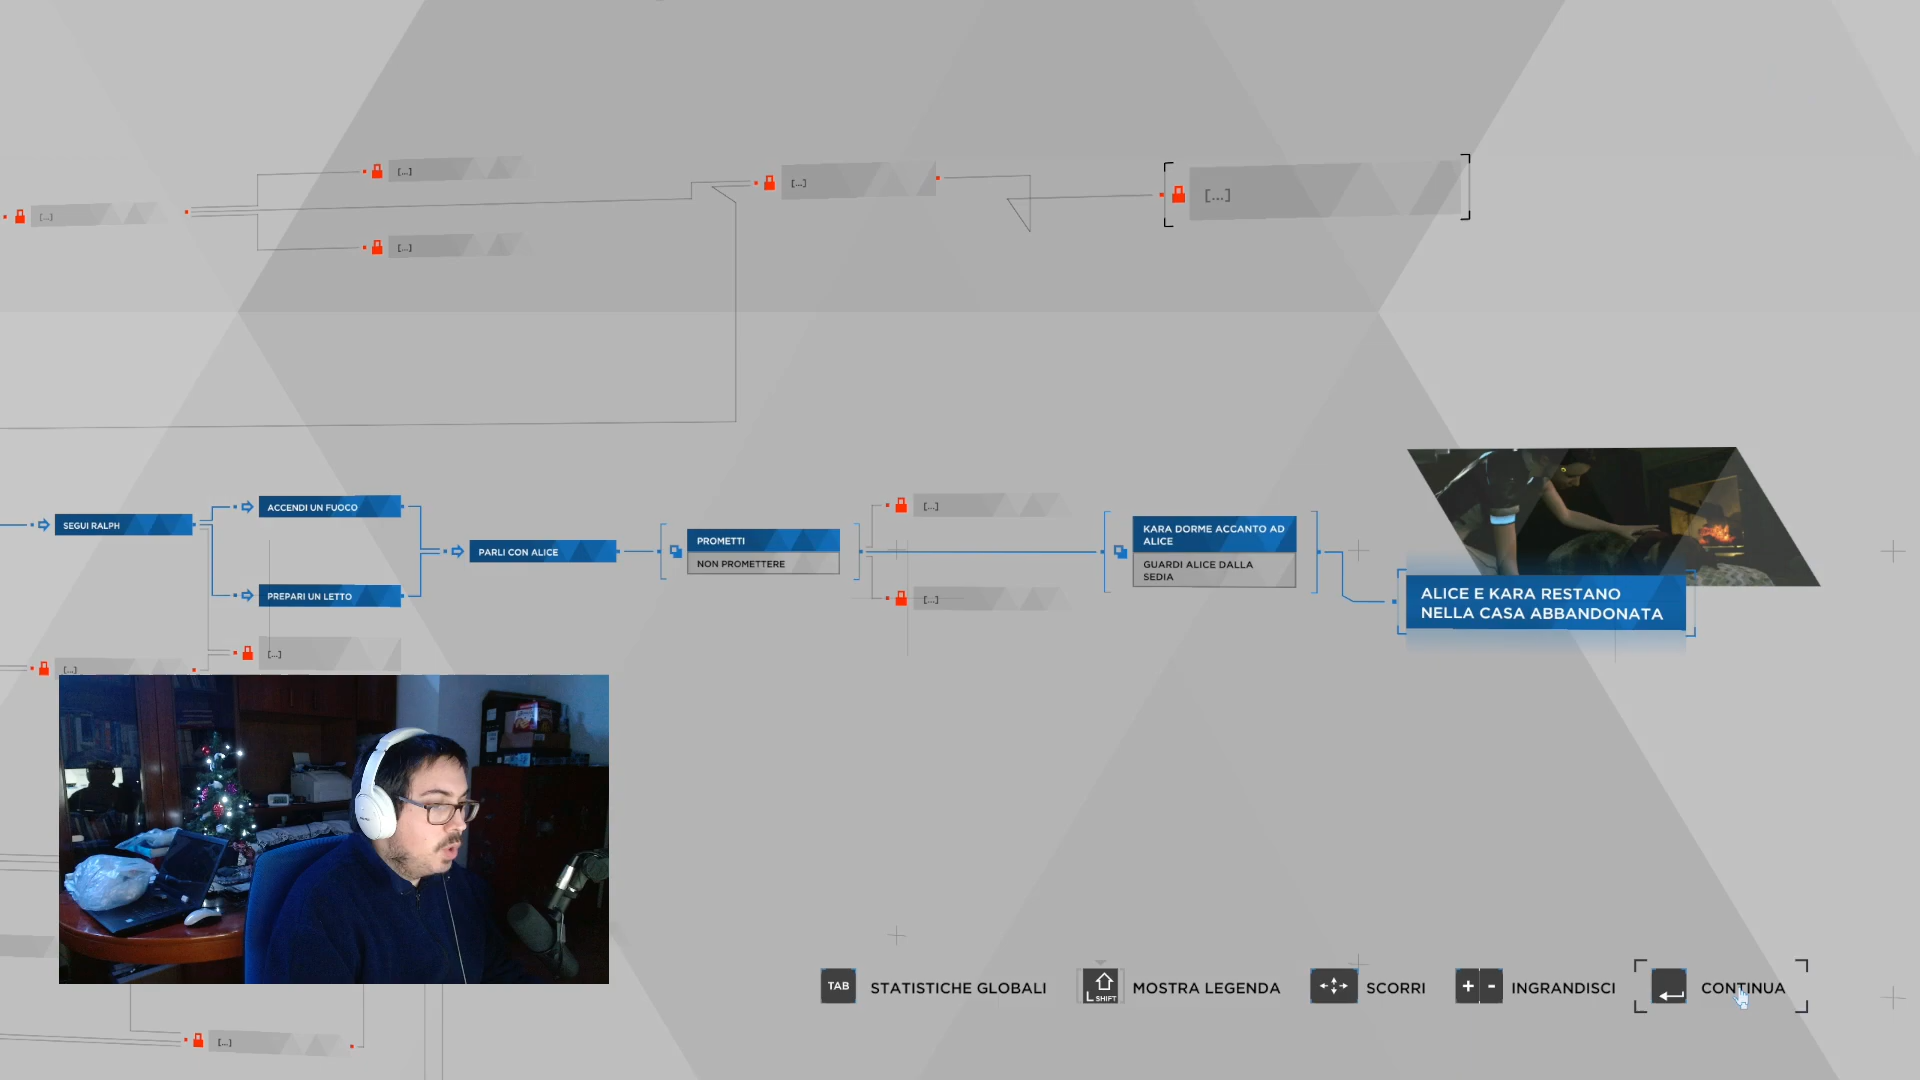 [...]
[...]
[...]
[...]
[...]
SEGUI RALPH
ACCENDI UN FUOCO
PREPARI UN LETTO
[...]
[...]
PARLI CON ALICE
PROMETTI
NON PROMETTERE
[...]
[...]
KARA DORME ACCANTO AD
ALICE
GUARDI ALICE DALLA
SEDIA
ALICE E KARA RESTANO
NELLA CASA ABBANDONATA
TAB STATISTICHE GLOBALI
L SHIFT MOSTRA LEGENDA
SCORRI
+ - INGRANDISCI
CONTINUA
[...]